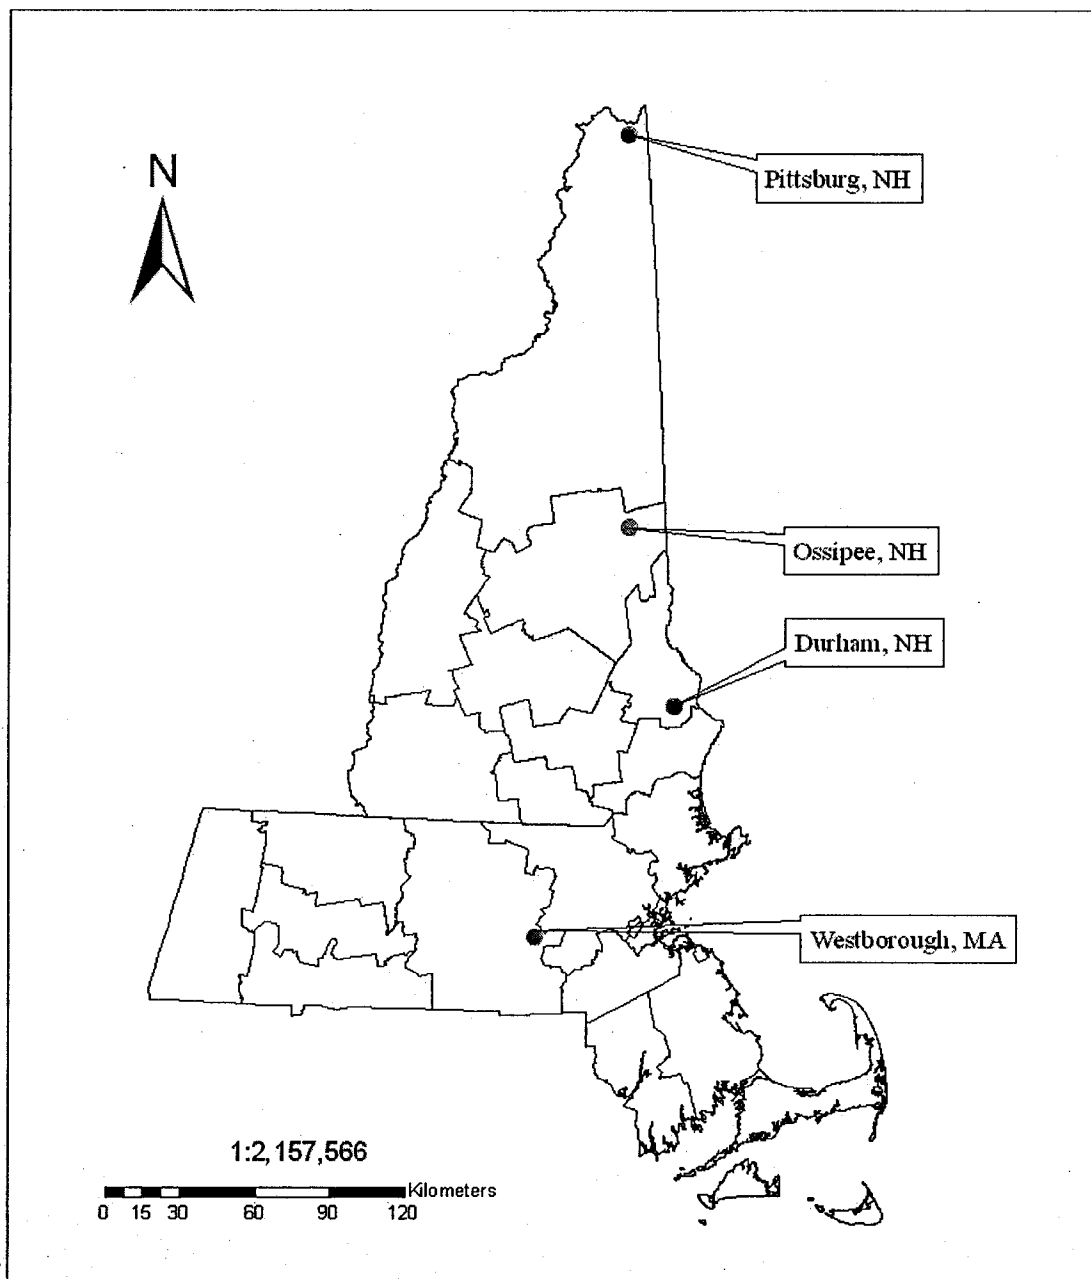 N
Pittsburg, NH
Ossipee, NH
Durham, NH
Westborough, MA
1:2,157,566
Kilometers
0 15 30 60 90 120